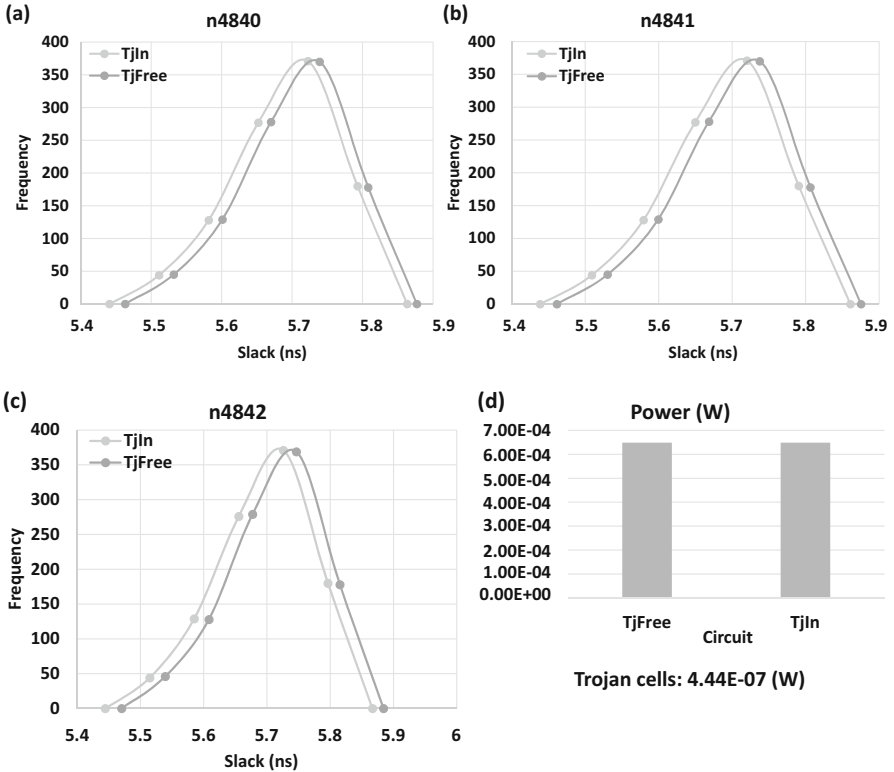 (a)
n4840
TjIn
TjFree
400
350
300
250
200
150
100
50
0
Frequency
5.4 5.5 5.6 5.7 5.8 5.9
Slack (ns)
(b)
n4841
TjIn
TjFree
400
350
300
250
200
150
100
50
0
Frequency
5.4 5.5 5.6 5.7 5.8 5.9
Slack (ns)
(c)
n4842
TjIn
TjFree
400
350
300
250
200
150
100
50
0
Frequency
5.4 5.5 5.6 5.7 5.8 5.9 6
Slack (ns)
(d)
Power (W)
7.00E-04
6.00E-04
5.00E-04
4.00E-04
3.00E-04
2.00E-04
1.00E-04
0.00E+00
TjFree TjIn
Circuit
Trojan cells: 4.44E-07 (W)